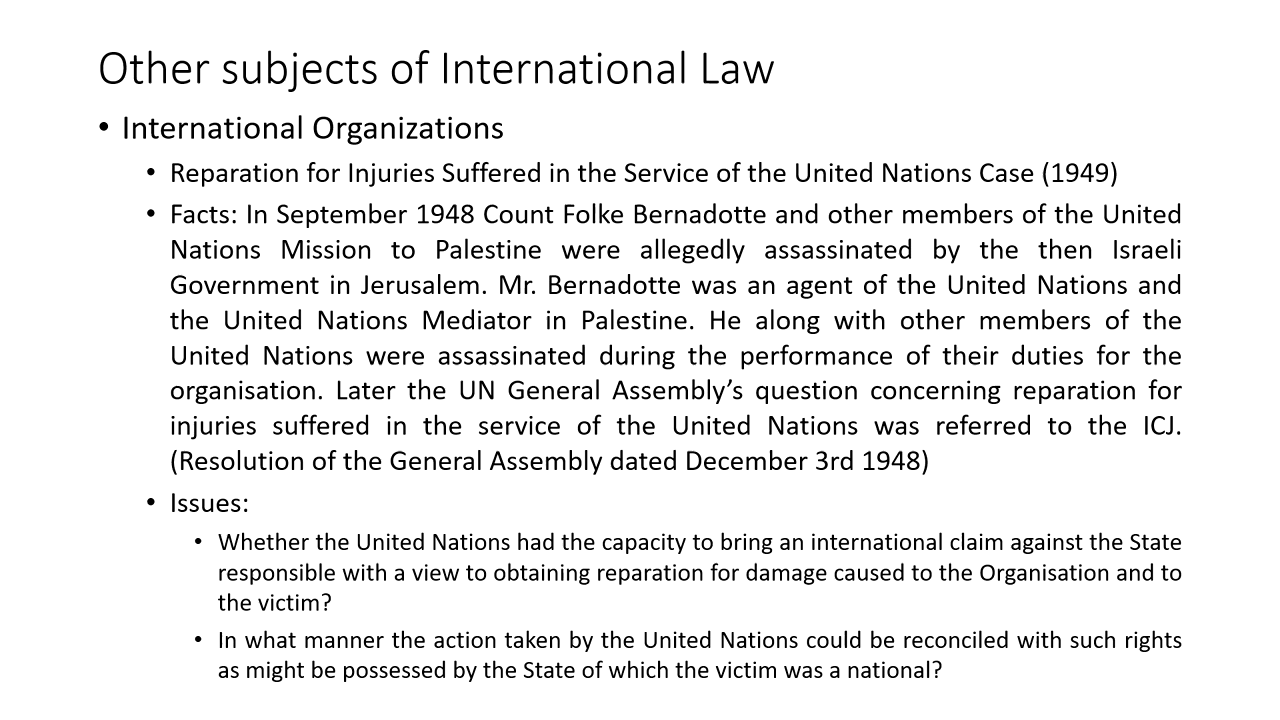 Other subjects of International Law
• International Organizations
• Reparation for Injuries Suffered in the Service of the United Nations Case (1949)
• Facts: In September 1948 Count Folke Bernadotte and other members of the United
Nations Mission to Palestine were allegedly assassinated by the then Israeli
Government in Jerusalem. Mr. Bernadotte was an agent of the United Nations and
the United Nations Mediator in Palestine. He along with other members of the
United Nations were assassinated during the performance of their duties for the
organisation. Later the UN General Assembly’s question concerning reparation for
injuries suffered in the service of the United Nations was referred to the ICJ.
(Resolution of the General Assembly dated December 3rd 1948)
• Issues:
• Whether the United Nations had the capacity to bring an international claim against the State
responsible with a view to obtaining reparation for damage caused to the Organisation and to
the victim?
• In what manner the action taken by the United Nations could be reconciled with such rights
as might be possessed by the State of which the victim was a national?